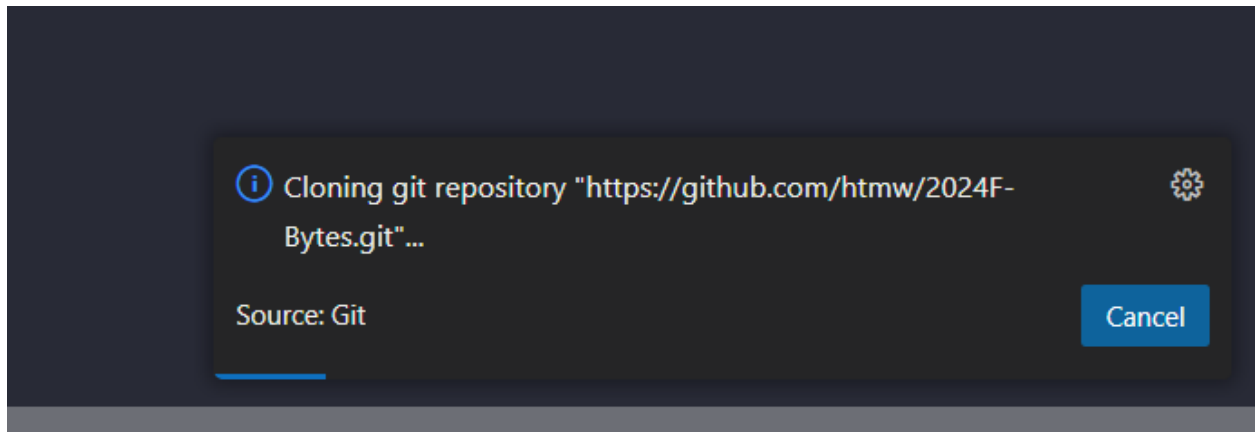 Cloning git repository "https://github.com/htmw/2024F-
Bytes.git"...
Source: Git
Cancel